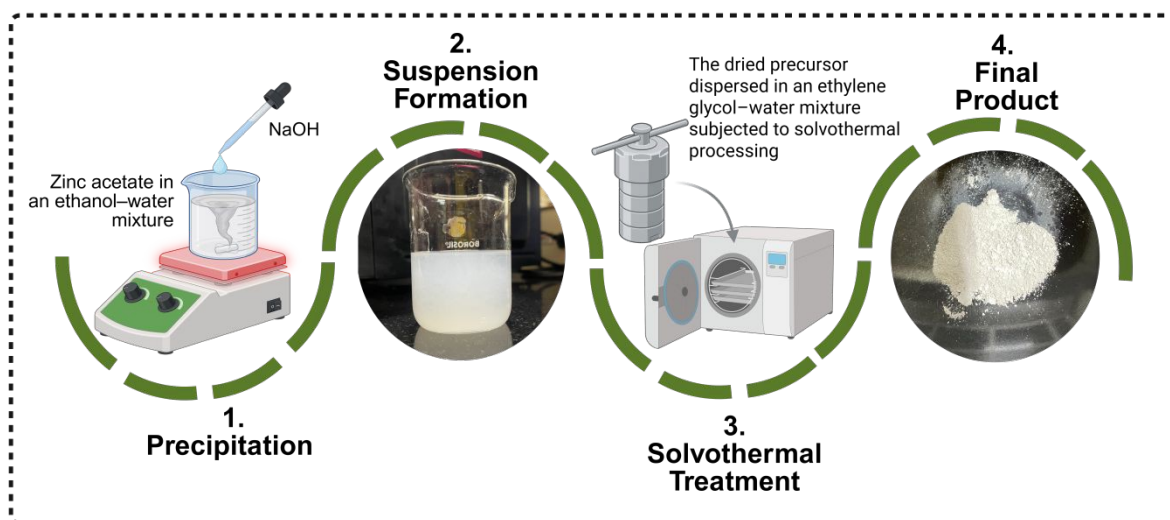 1.
Precipitation
NaOH
Zinc acetate in
an ethanol–water
mixture
2.
Suspension
Formation
BOROSIL
3.
Solvothermal
Treatment
The dried precursor
dispersed in an ethylene
glycol–water mixture
subjected to solvothermal
processing
4.
Final
Product